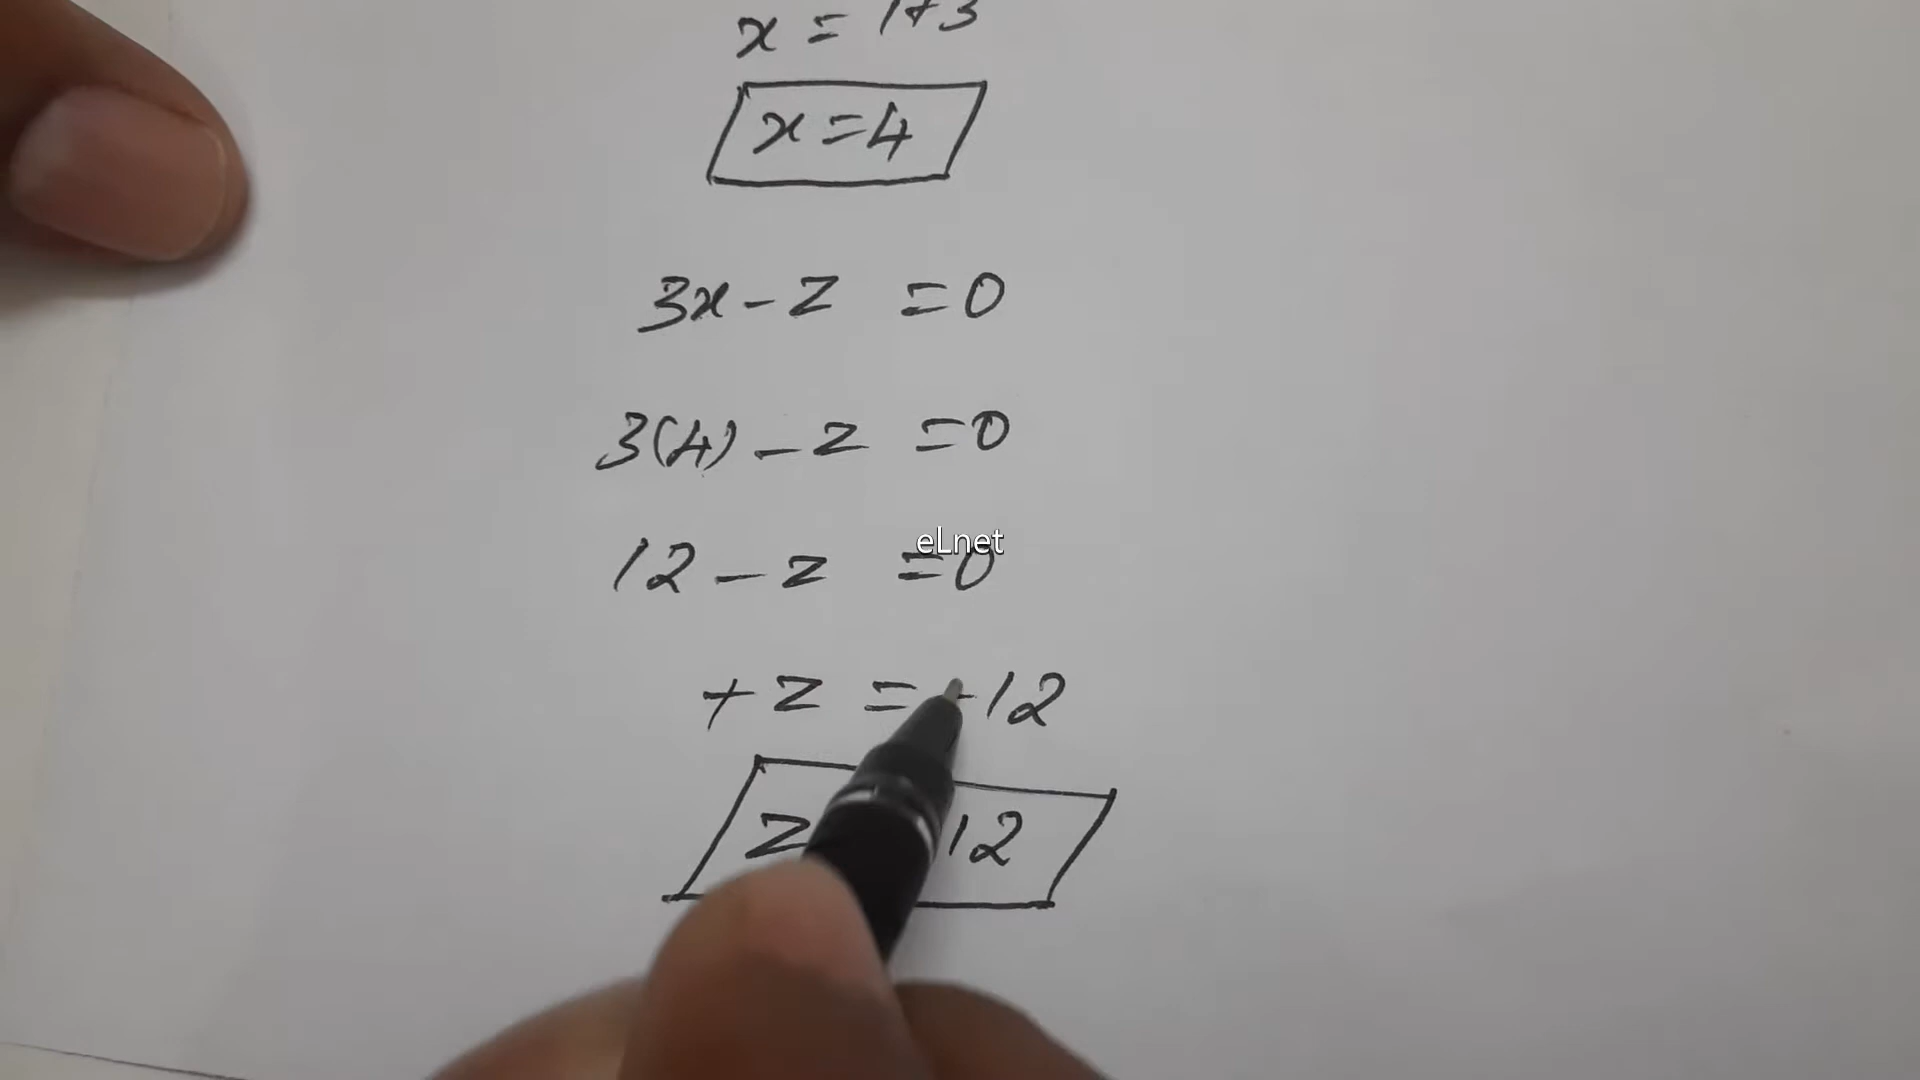 x = 1+3
x = 4
3x - z = 0
3(4) - z = 0
eLnet
12 - z = 0
+ z = +12
z 12